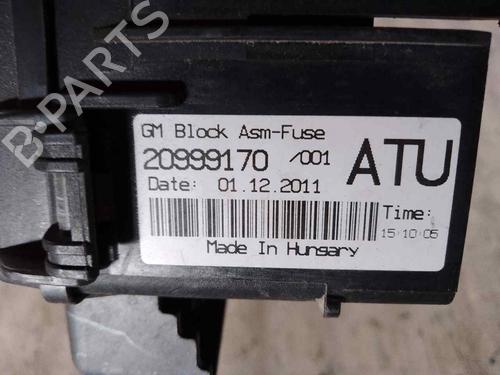 GM Block Asm-Fuse
20999170 /001 ATU
Date: 01.12.2011
Time:
15:10:05
Made In Hungary
B-PARTS